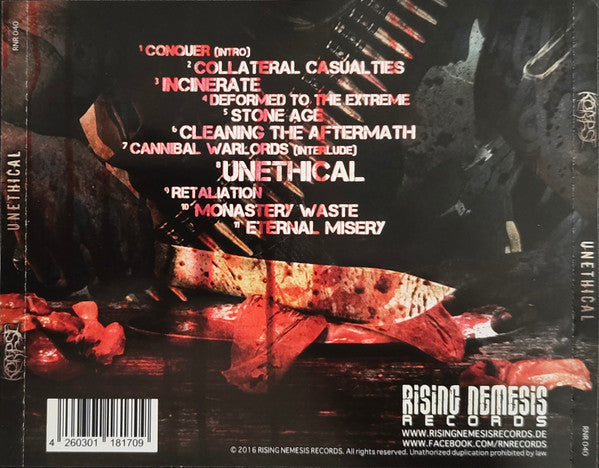 1 CONQUER (INTRO)
2 COLLATERAL CASUALTIES
3 INCINERATE
4 DEFORMED TO THE EXTREME
5 STONE AGE
6 CLEANING THE AFTERMATH
7 CANNIBAL WARLORDS (INTERLUDE)
8 UNETHICAL
9 RETALIATION
10 MONASTERY WASTE
11 ETERNAL MISERY
RNR 040
UNETHICAL
KORPSE
KORPSE
UNETHICAL
RNR 040
4 260301 181709
RISING NEMESIS
RECORDS
WWW.RISINGNEMESISRECORDS.DE
WWW.FACEBOOK.COM/RNRECORDS
© 2016 RISING NEMESIS RECORDS. All rights reserved. Unauthorized duplication prohibited by law.